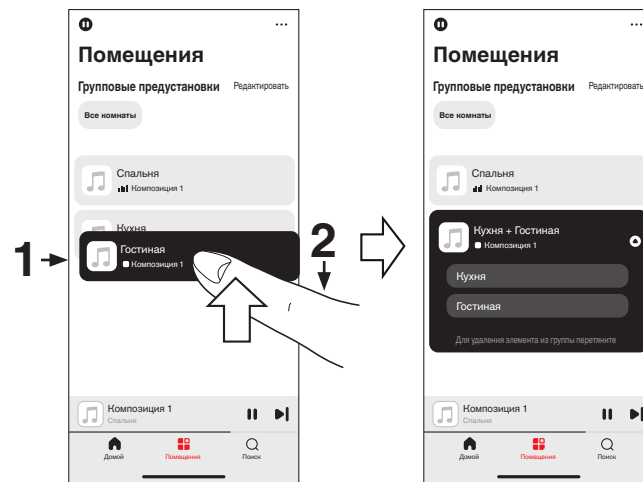 Помещения
Групповые предустановки Редактировать
Все комнаты
Спальня
Композиция 1
Кухня
Гостиная
Композиция 1
1
2
Композиция 1
Спальня
Домой Помещения Поиск
Помещения
Групповые предустановки Редактировать
Все комнаты
Спальня
Композиция 1
Кухня + Гостиная
Композиция 1
Кухня
Гостиная
Для удаления элемента из группы перетяните
Композиция 1
Спальня
Домой Помещения Поиск